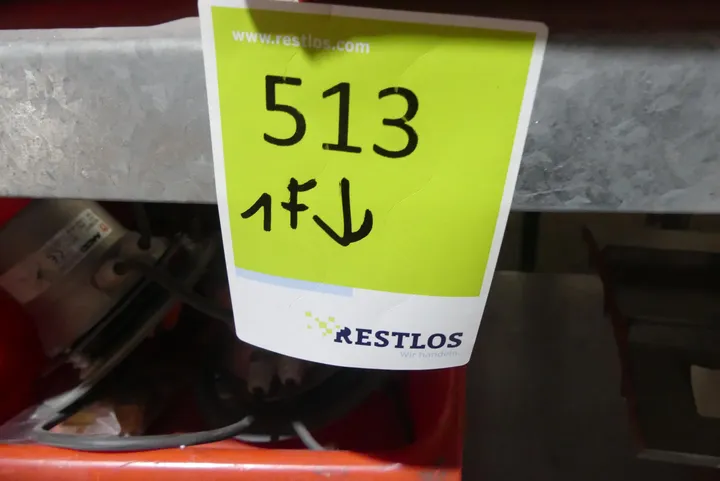 www.restlos.com
513
1F↓
RESTLOS
Wir handeln.